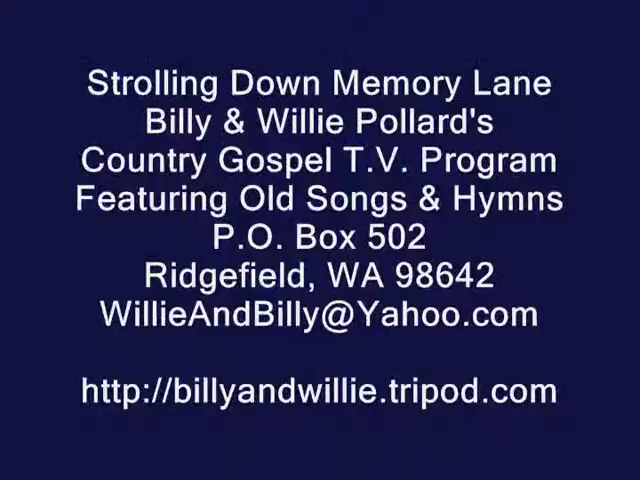 Strolling Down Memory Lane
Billy & Willie Pollard's
Country Gospel T.V. Program
Featuring Old Songs & Hymns
P.O. Box 502
Ridgefield, WA 98642
WillieAndBilly@Yahoo.com
http://billyandwillie.tripod.com